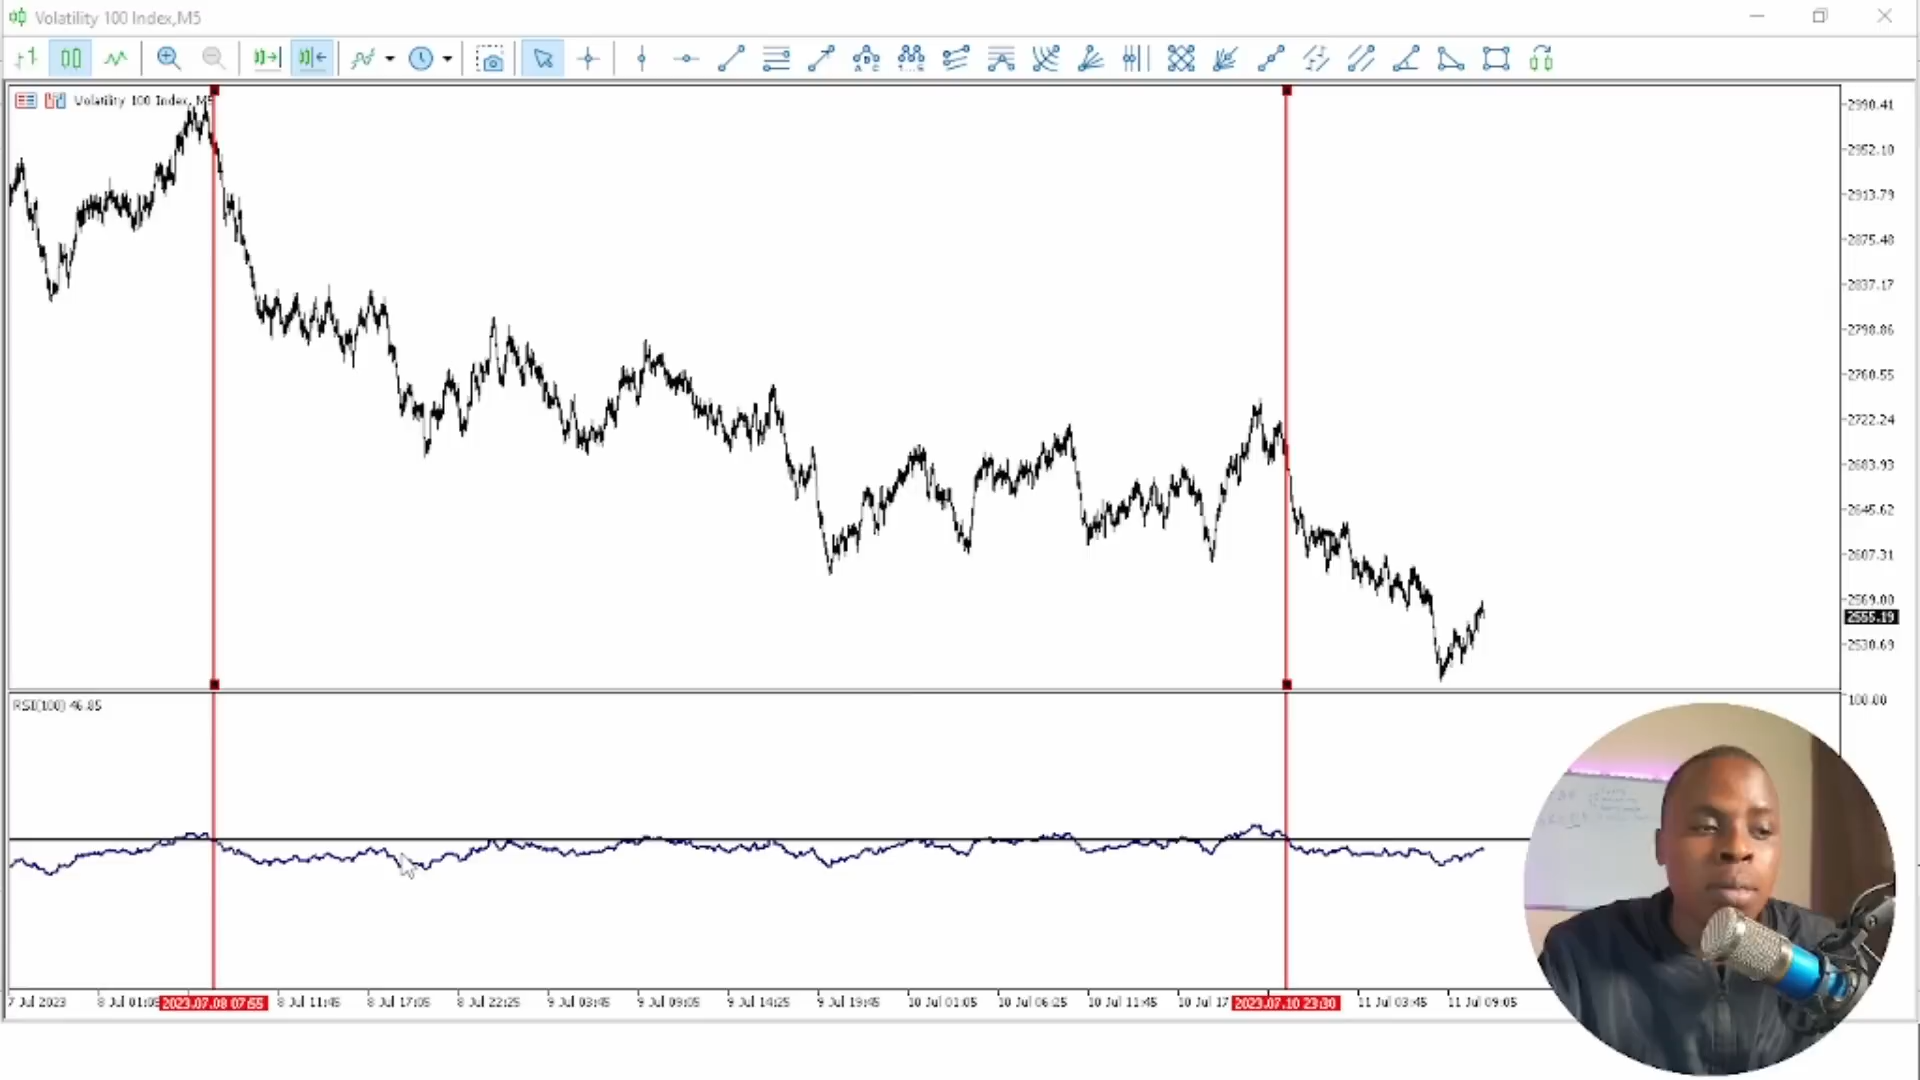 Volatility 100 Index,M5
Volatility 100 Index, M5
2990.41
2952.10
2913.79
2875.48
2837.17
2798.86
2760.55
2722.24
2683.93
2645.62
2607.31
2569.00
2555.19
2530.69
RSI(100) 46.85
100.00
7 Jul 2023
8 Jul 01:05
2023.07.08 07:55
8 Jul 11:45
8 Jul 17:05
8 Jul 22:25
9 Jul 03:45
9 Jul 09:05
9 Jul 14:25
9 Jul 19:45
10 Jul 01:05
10 Jul 06:25
10 Jul 11:45
10 Jul 17
2023.07.10 23:30
11 Jul 03:45
11 Jul 09:05